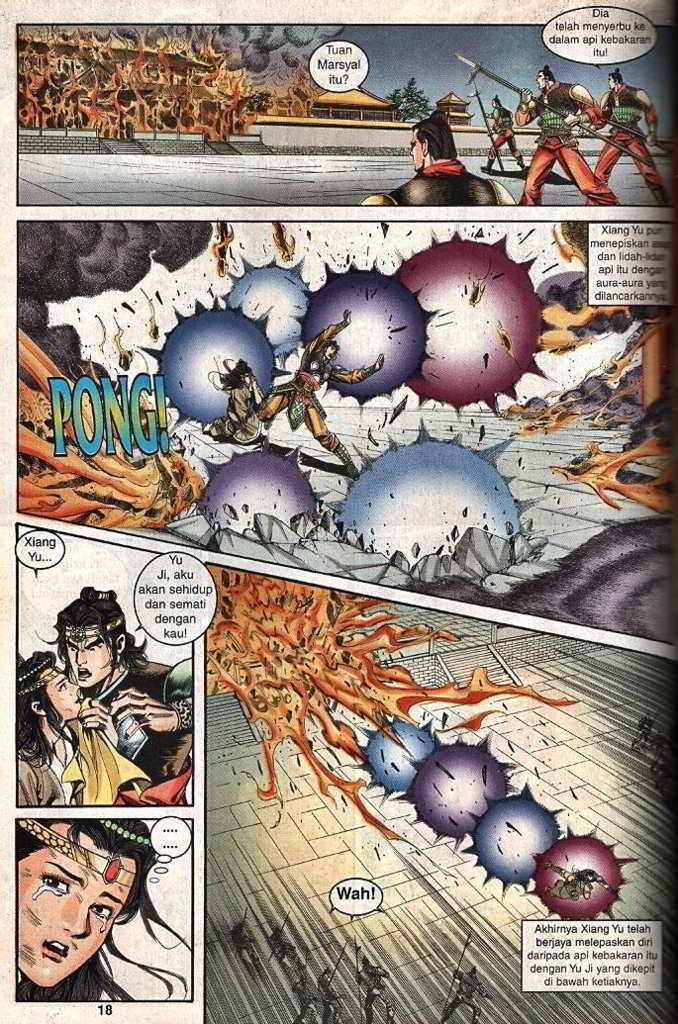 Tuan
Marsyal
itu?
Dia
telah menyerbu ke
dalam api kebakaran
itu!
Xiang Yu pun
menepiskan
dan lidah-lidah
api itu dengan
aura-aura yang
dilancarkannya.
PONG!
Xiang
Yu...
Yu
Ji, aku
akan sehidup
dan semati
dengan
kau!
....
....
Wah!
Akhirnya Xiang Yu telah
berjaya melepaskan diri
daripada api kebakaran itu
dengan Yu Ji yang dikepit
di bawah ketiaknya.
18